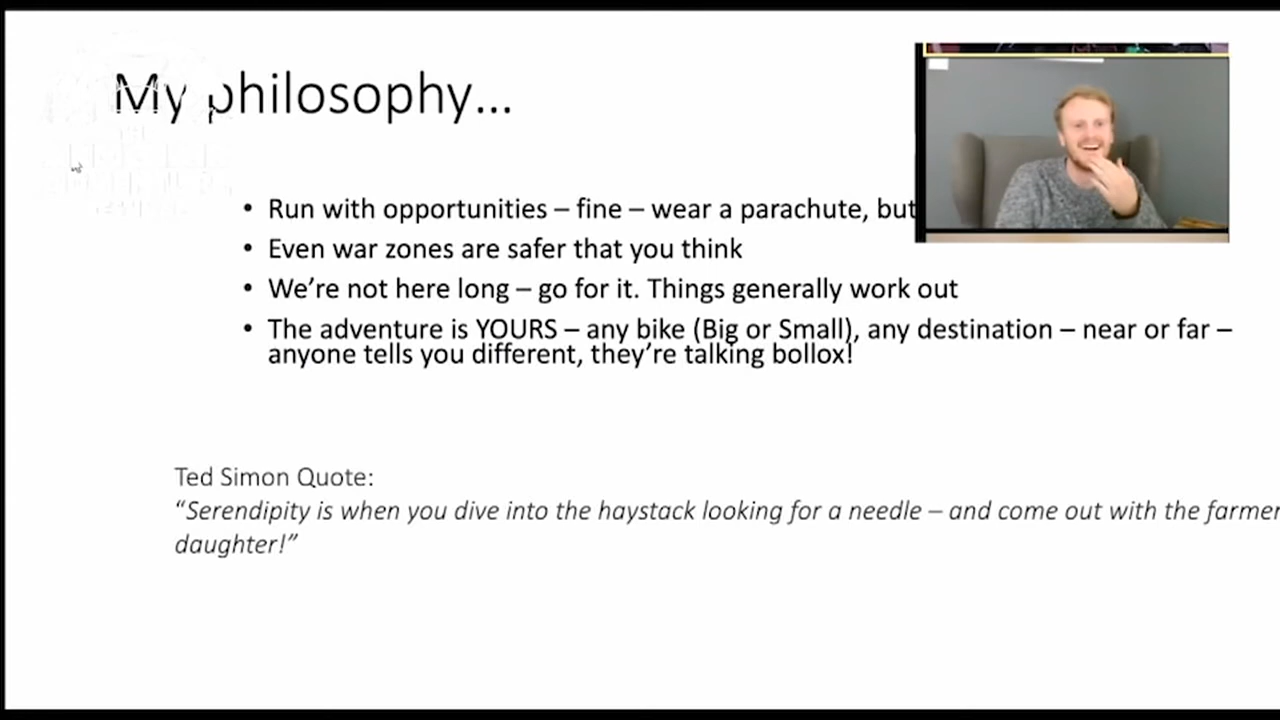 My philosophy...
• Run with opportunities – fine – wear a parachute, but
• Even war zones are safer that you think
• We're not here long – go for it. Things generally work out
• The adventure is YOURS – any bike (Big or Small), any destination – near or far –
anyone tells you different, they're talking bollox!
Ted Simon Quote:
“Serendipity is when you dive into the haystack looking for a needle – and come out with the farmer
daughter!”